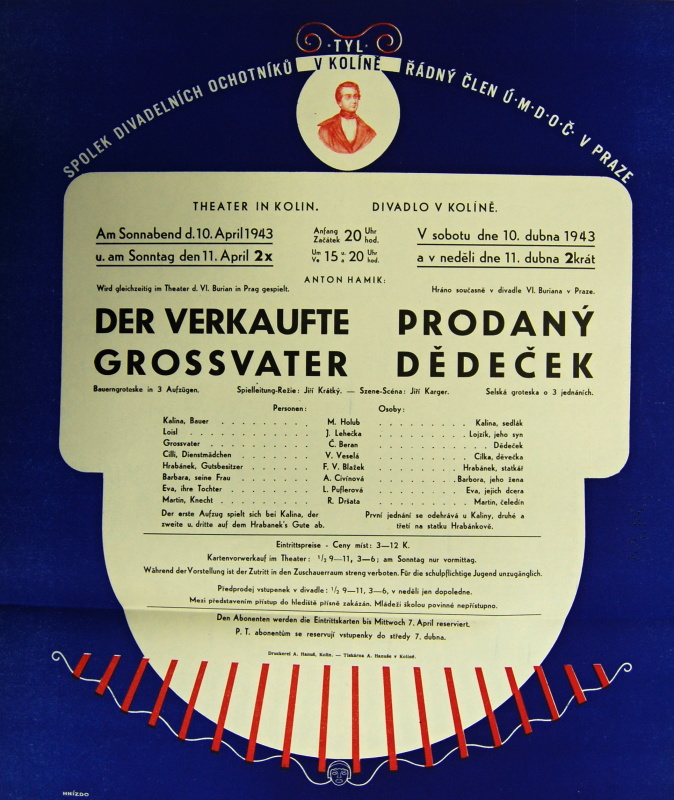 ·TYL·
V KOLÍNĚ
SPOLEK DIVADELNÍCH OCHOTNÍKŮ
ŘÁDNÝ ČLEN Ú·M·D·O·Č· V PRAZE
THEATER IN KOLIN. DIVADLO V KOLÍNĚ.
Am Sonnabend d. 10. April 1943 Anfang Začátek 20 Uhr hod. V sobotu dne 10. dubna 1943
u. am Sonntag den 11. April 2x Um Ve 15 u. a 20 Uhr hod. a v neděli dne 11. dubna 2krát
ANTON HAMIK:
Wird gleichzeitig im Theater d. Vl. Burian in Prag gespielt. Hráno současně v divadle Vl. Buriana v Praze.
DER VERKAUFTE PRODANÝ
GROSSVATER DĚDEČEK
Bauerngroteske in 3 Aufzügen. Spielleitung-Režie: Jiří Krátký. — Szene-Scéna: Jiří Karger. Selská groteska o 3 jednáních.
Personen: Osoby:
Kalina, Bauer . . . . . . . . M. Holub . . . . . . . . Kalina, sedlák
Loisl . . . . . . . . . . . J. Lehečka . . . . . . . . Lojzík, jeho syn
Grossvater . . . . . . . . . Č. Beran . . . . . . . . . . Dědeček
Cilli, Dienstmädchen . . . . . . V. Veselá . . . . . . . . Cilka, děvečka
Hrabánek, Gutsbesitzer . . . . . F. V. Blažek . . . . . . . Hrabánek, statkář
Barbara, seine Frau . . . . . . A. Civínová . . . . . . . Barbora, jeho žena
Eva, ihre Tochter . . . . . . . L. Puflerová . . . . . . . Eva, jejich dcera
Martin, Knecht . . . . . . . . R. Dršata . . . . . . . . Martin, čeledín
Der erste Aufzug spielt sich bei Kalina, der První jednání se odehrává u Kaliny, druhé a
zweite u. dritte auf dem Hrabanek's Gute ab. třetí na statku Hrabánkově.
Eintrittspreise - Ceny míst: 3—12 K.
Kartenvorwerkauf im Theater: ½ 9—11, 3—6; am Sonntag nur vormittag.
Während der Vorstellung ist der Zutritt in den Zuschauerraum streng verboten. Für die schulpflichtige Jugend unzugänglich.
Předprodej vstupenek v divadle: ½ 9—11, 3—6, v neděli jen dopoledne.
Mezi představením přístup do hlediště přísně zakázán. Mládeži školou povinné nepřístupno.
Den Abonenten werden die Eintrittskarten bis Mittwoch 7. April reserviert.
P. T. abonentům se reservují vstupenky do středy 7. dubna.
Druckerei A. Hanuš, Kolin. — Tiskárna A. Hanuše v Kolíně.
HNÍZDO